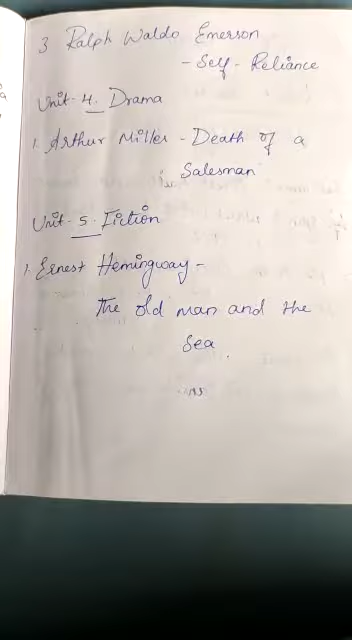 3 Ralph Waldo Emerson
- Self - Reliance
Unit - 4. Drama
1. Arthur Miller - Death of a
Salesman
Unit - 5. Fiction
1. Ernest Hemingway -
The old man and the
Sea.